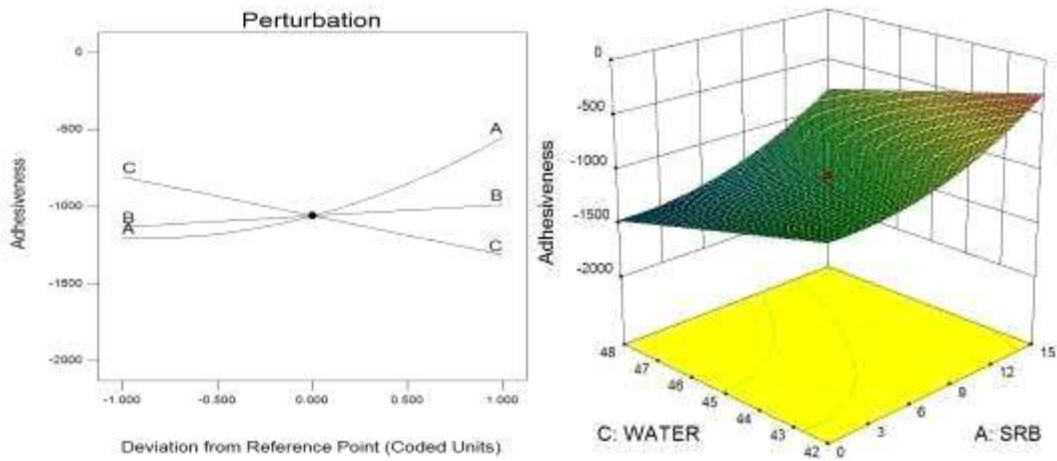 Perturbation
Adhesiveness
0
-500
-1000
-1500
-2000
A
B
C
C
B
A
-1.000
-0.500
0.000
0.500
1.000
Deviation from Reference Point (Coded Units)
Adhesiveness
0
-500
-1000
-1500
-2000
48
47
46
45
44
43
42
0
3
6
9
12
15
C: WATER
A: SRB